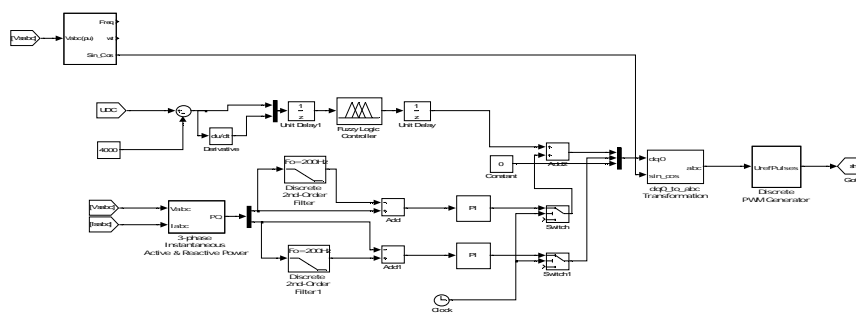 Freq
[Vsabc]
Vabc(pu)
wt
Sin_Cos
UDC
4000
du/dt
Derivative
1
z
Unit Delay1
Fuzzy Logic
Controller
1
z
Unit Delay
Add2
0
Constant
dq0
abc
sin_cos
dq0_to_abc
Transformation
Uref Pulses
Discrete
PWM Generator
Fo=200Hz
Discrete
2nd-Order
Filter
[Vsabc]
Vabc
PQ
[Isabc]
Iabc
3-phase
Instantaneous
Active & Reactive Power
Add
PI
Switch
Fo=200Hz
Discrete
2nd-Order
Filter1
Add1
PI
Switch1
Clock